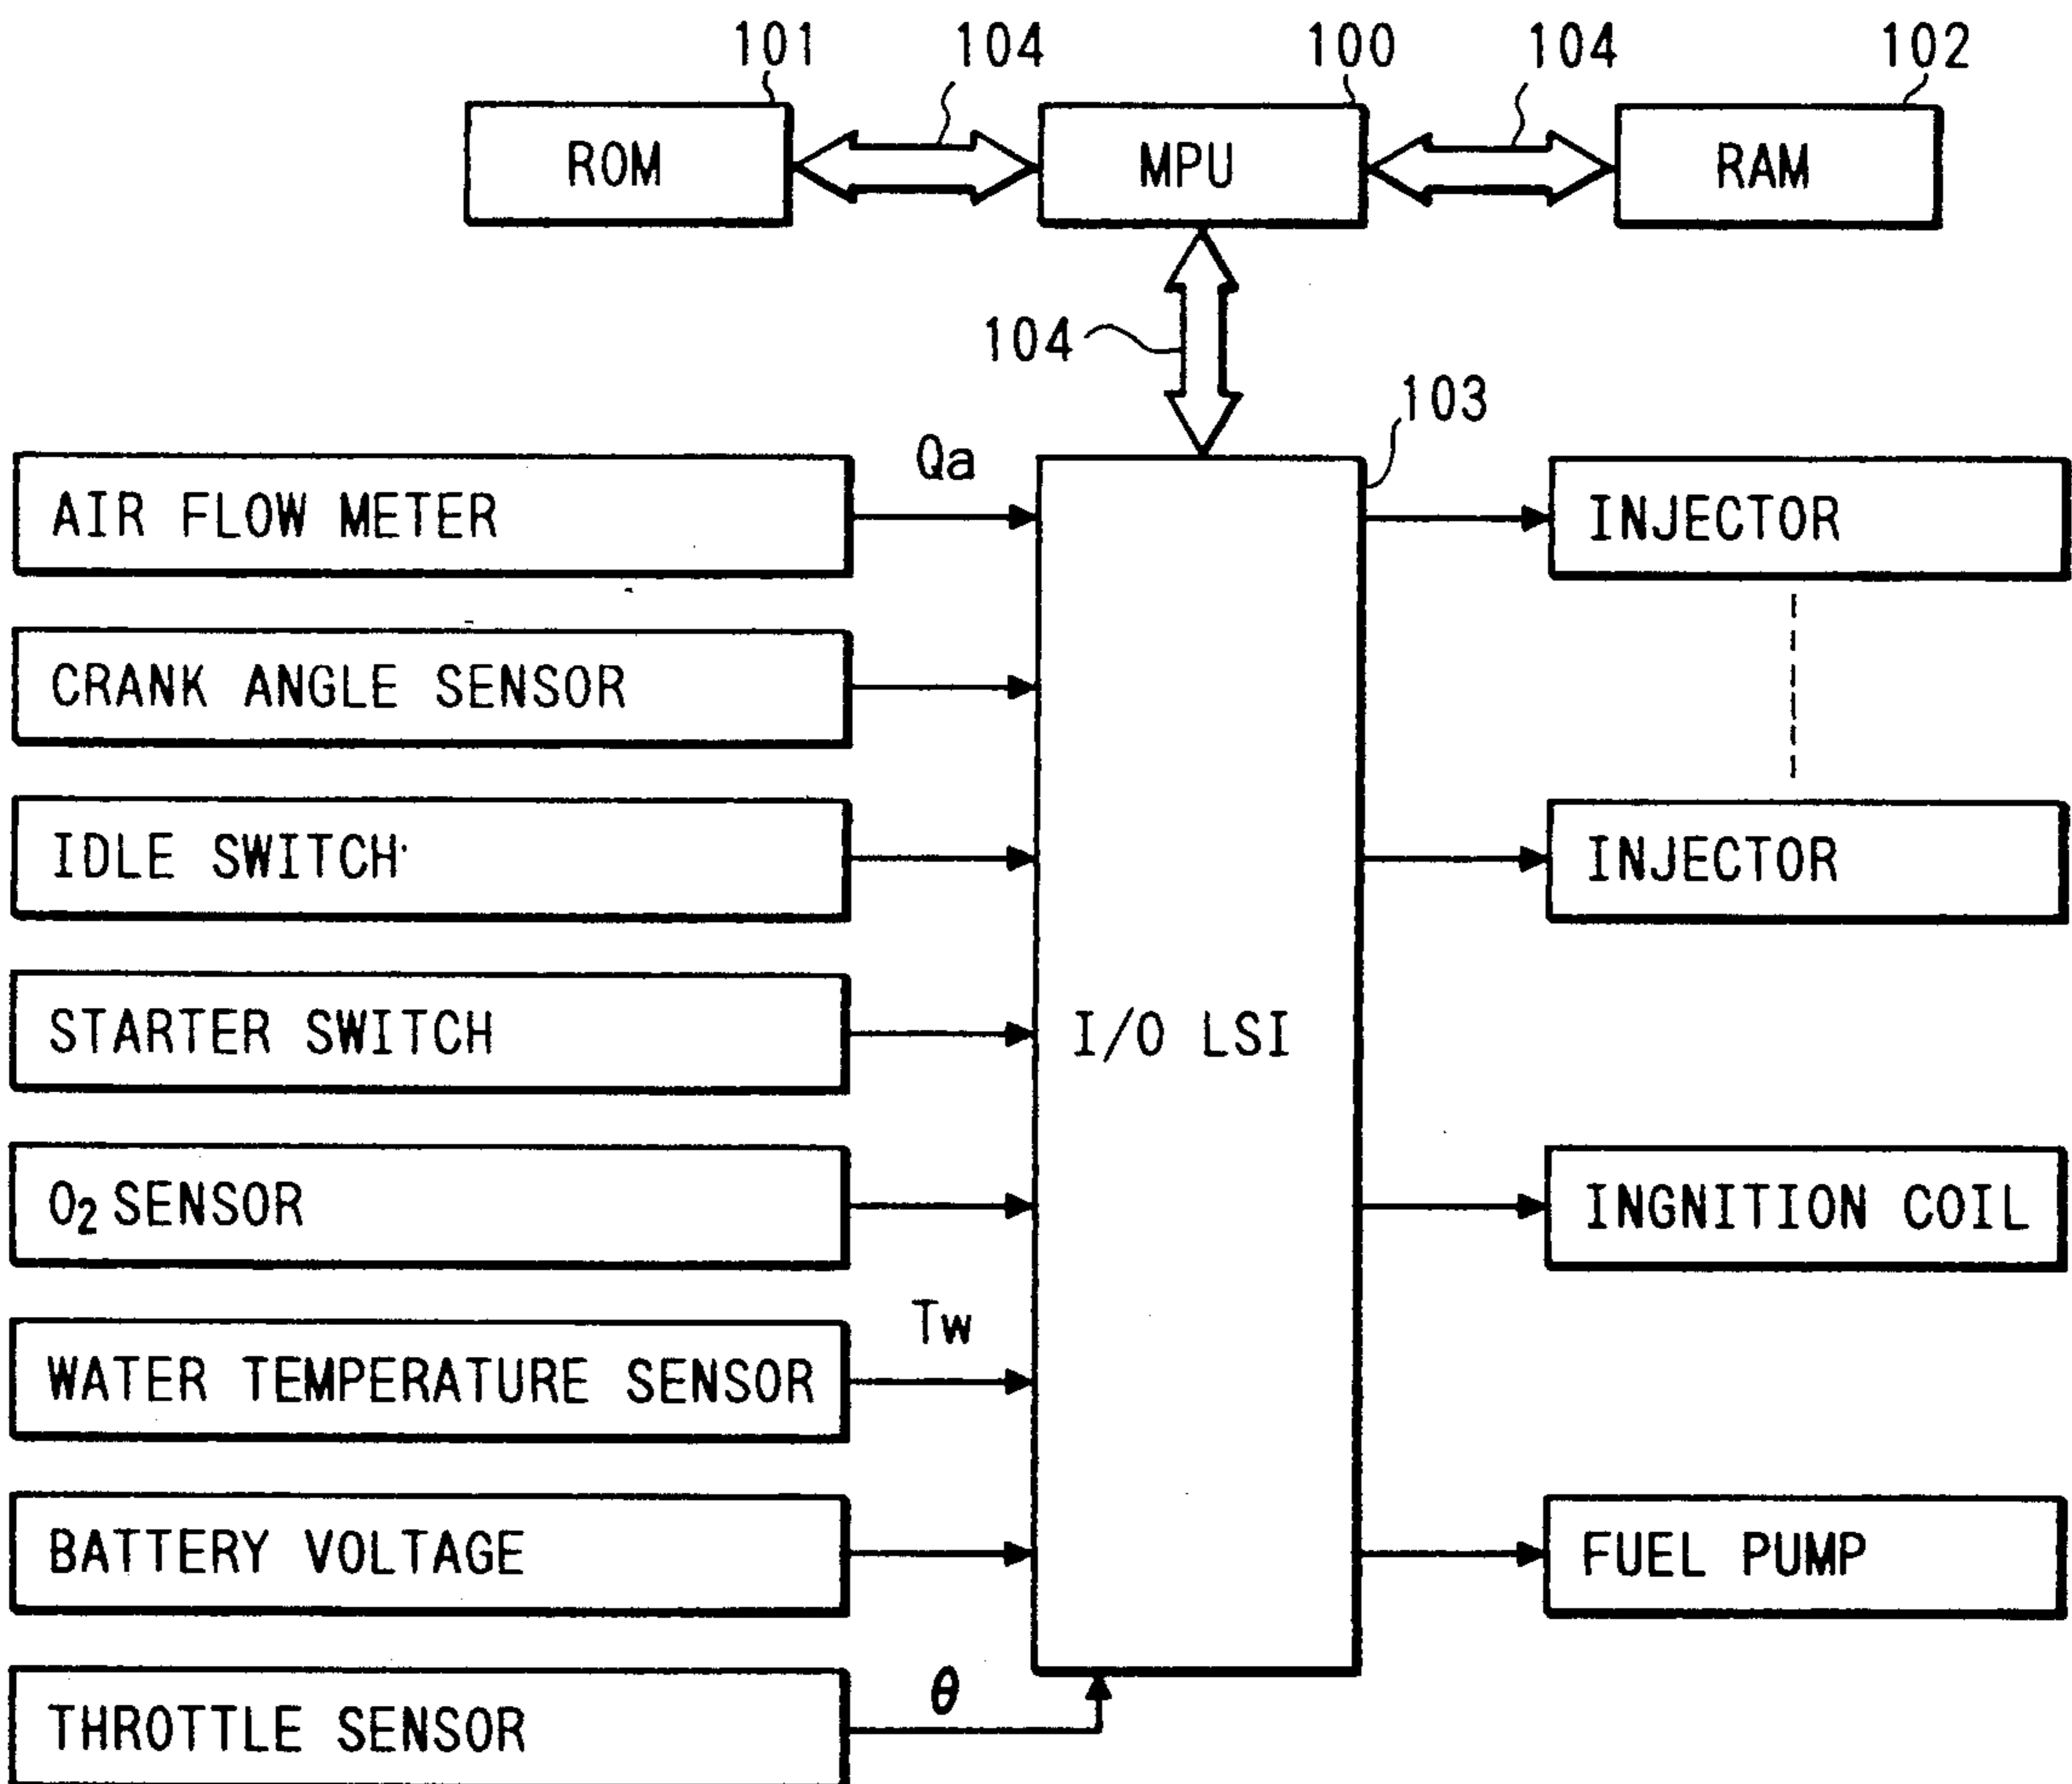 101 104 100 104 102
ROM MPU RAM
104
103
Qa
AIR FLOW METER INJECTOR
CRANK ANGLE SENSOR
IDLE SWITCH INJECTOR
STARTER SWITCH I/O LSI
O₂ SENSOR INGNITION COIL
Tw
WATER TEMPERATURE SENSOR
BATTERY VOLTAGE FUEL PUMP
θ
THROTTLE SENSOR